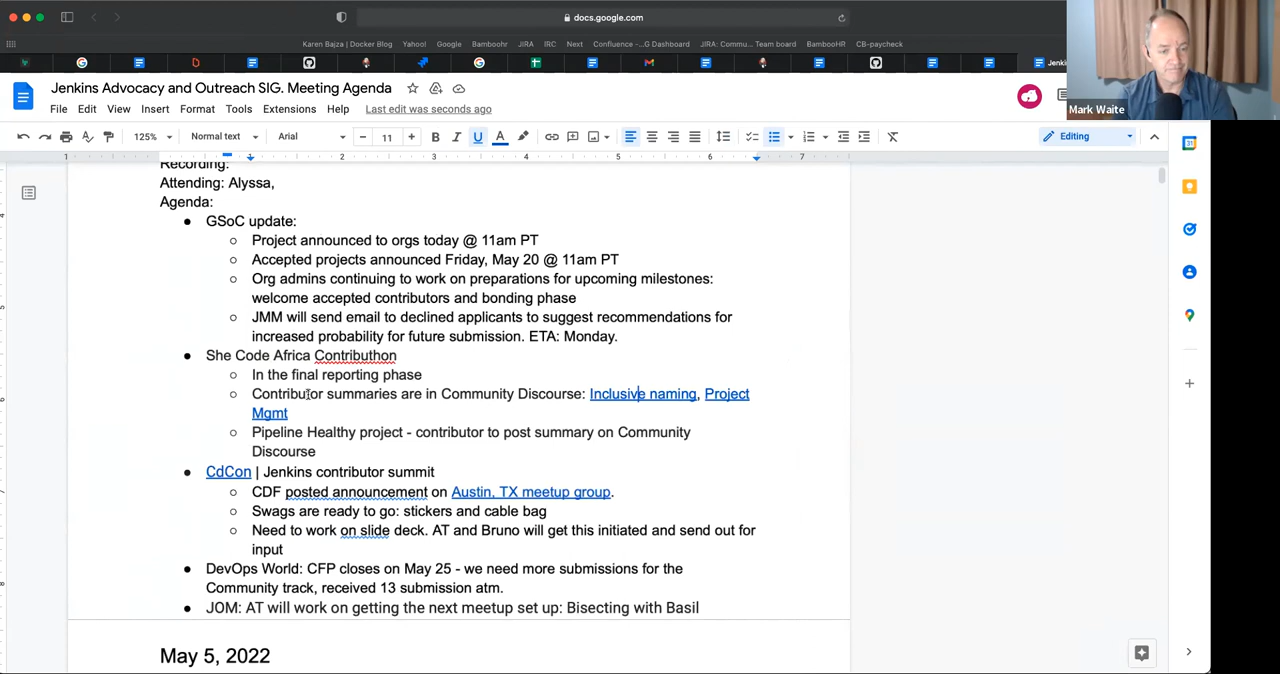 docs.google.com
Karen Bajza | Docker Blog Yahoo! Google Bamboohr JIRA IRC Next Confluence -...G Dashboard JIRA: Commu... Team board BambooHR CB-paycheck
Jenki
Jenkins Advocacy and Outreach SIG. Meeting Agenda
File Edit View Insert Format Tools Extensions Help Last edit was seconds ago
Mark Waite
125% Normal text Arial 11 B I U A Editing
1 1 2 3 4 5 6 7
Recording:
Attending: Alyssa,
Agenda:
● GSoC update:
○ Project announced to orgs today @ 11am PT
○ Accepted projects announced Friday, May 20 @ 11am PT
○ Org admins continuing to work on preparations for upcoming milestones:
welcome accepted contributors and bonding phase
○ JMM will send email to declined applicants to suggest recommendations for
increased probability for future submission. ETA: Monday.
● She Code Africa Contributhon
○ In the final reporting phase
○ Contributor summaries are in Community Discourse: Inclusive naming, Project
Mgmt
○ Pipeline Healthy project - contributor to post summary on Community
Discourse
● CdCon | Jenkins contributor summit
○ CDF posted announcement on Austin, TX meetup group.
○ Swags are ready to go: stickers and cable bag
○ Need to work on slide deck. AT and Bruno will get this initiated and send out for
input
● DevOps World: CFP closes on May 25 - we need more submissions for the
Community track, received 13 submission atm.
● JOM: AT will work on getting the next meetup set up: Bisecting with Basil
May 5, 2022